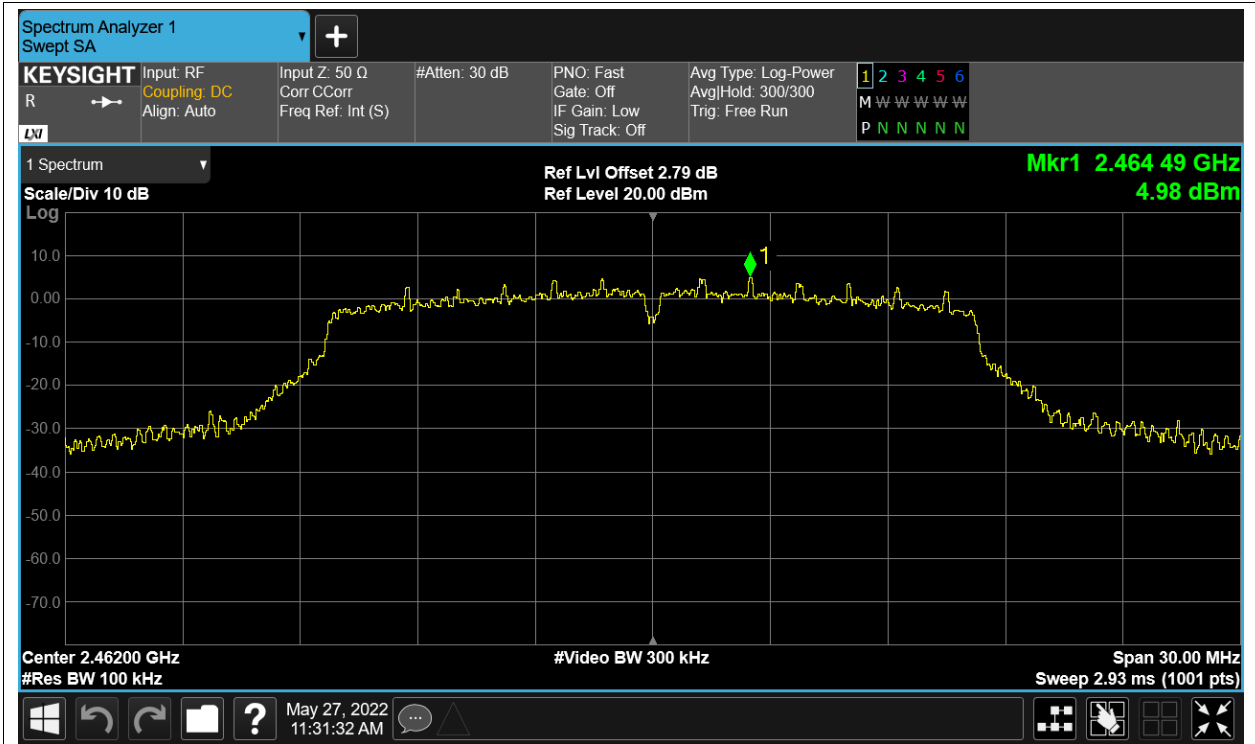 Spectrum Analyzer 1
Swept SA
KEYSIGHT
R
LXI
Input: RF
Coupling: DC
Align: Auto
Input Z: 50 Ω
Corr CCorr
Freq Ref: Int (S)
#Atten: 30 dB
PNO: Fast
Gate: Off
IF Gain: Low
Sig Track: Off
Avg Type: Log-Power
Avg|Hold: 300/300
Trig: Free Run
1 2 3 4 5 6
M W W W W W
P N N N N N
1 Spectrum
Scale/Div 10 dB
Log
Ref Lvl Offset 2.79 dB
Ref Level 20.00 dBm
Mkr1 2.464 49 GHz
4.98 dBm
1
10.0
0.00
-10.0
-20.0
-30.0
-40.0
-50.0
-60.0
-70.0
Center 2.46200 GHz
#Res BW 100 kHz
#Video BW 300 kHz
Span 30.00 MHz
Sweep 2.93 ms (1001 pts)
?
May 27, 2022
11:31:32 AM